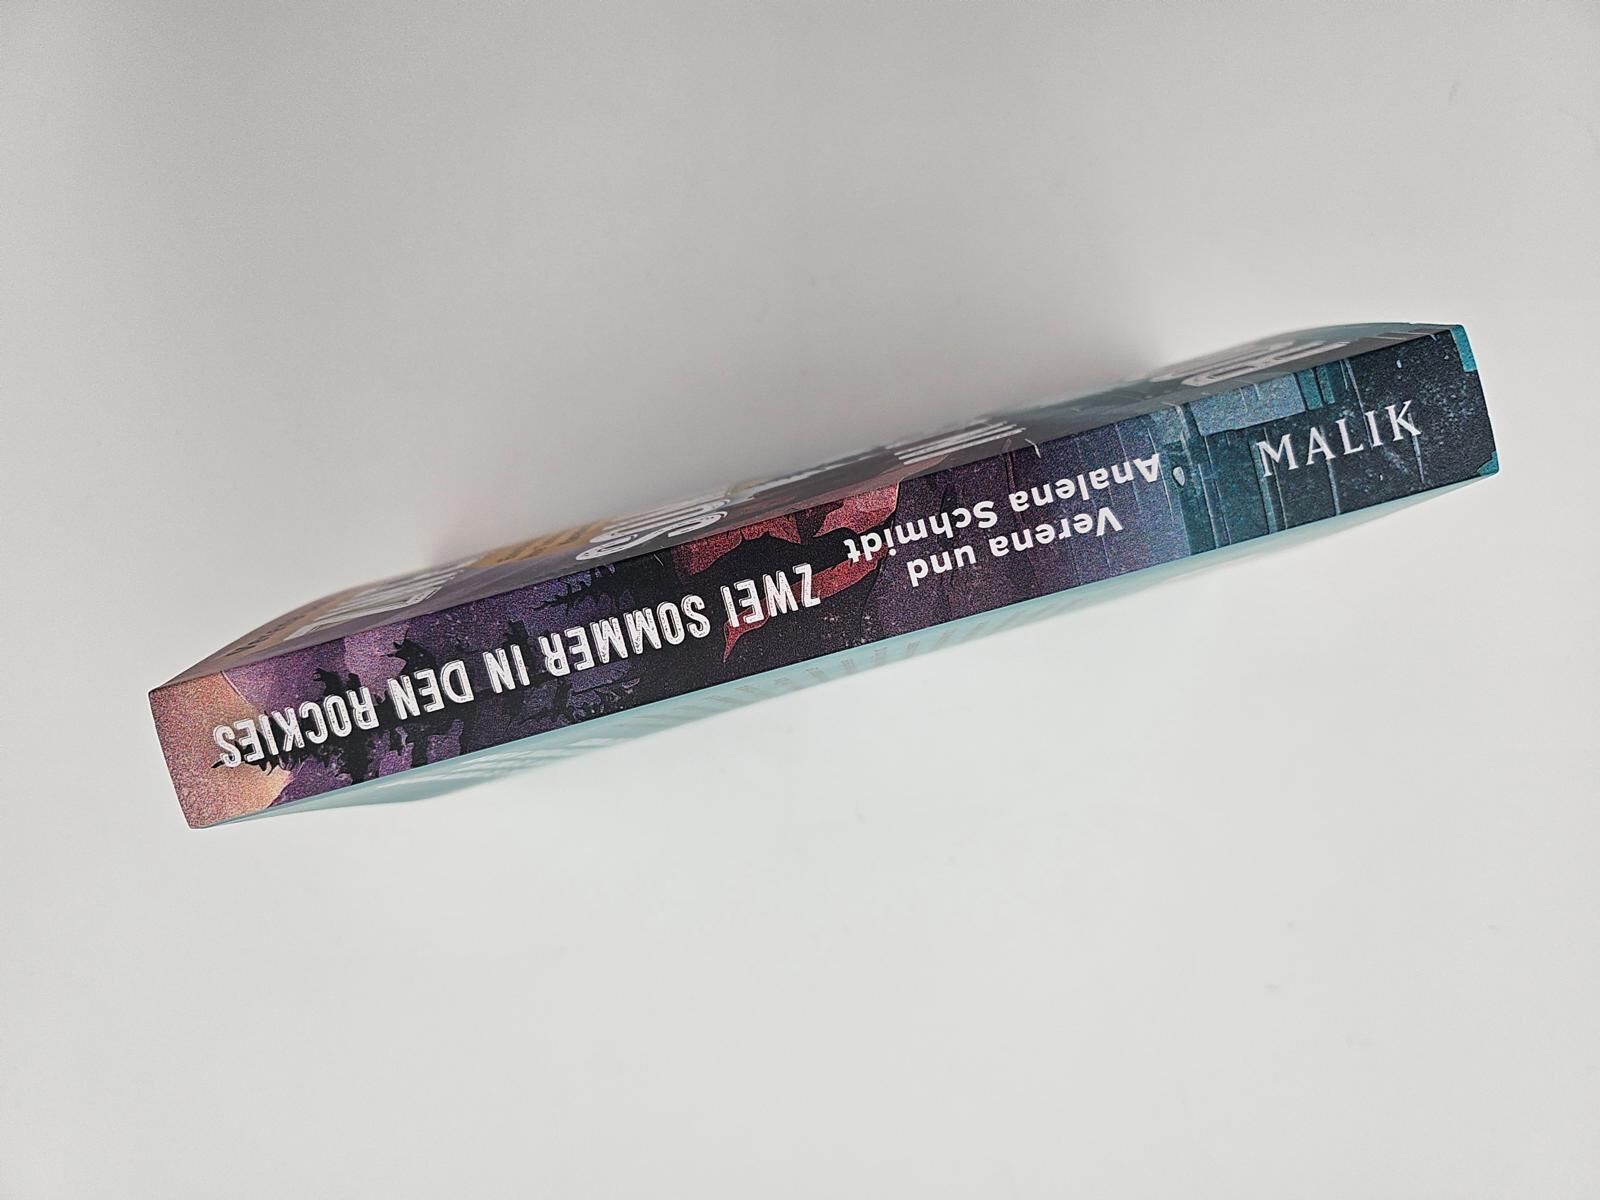 ZWEI SOMMER IN DEN ROCKIES
Verena und
Analena Schmidt
MALIK